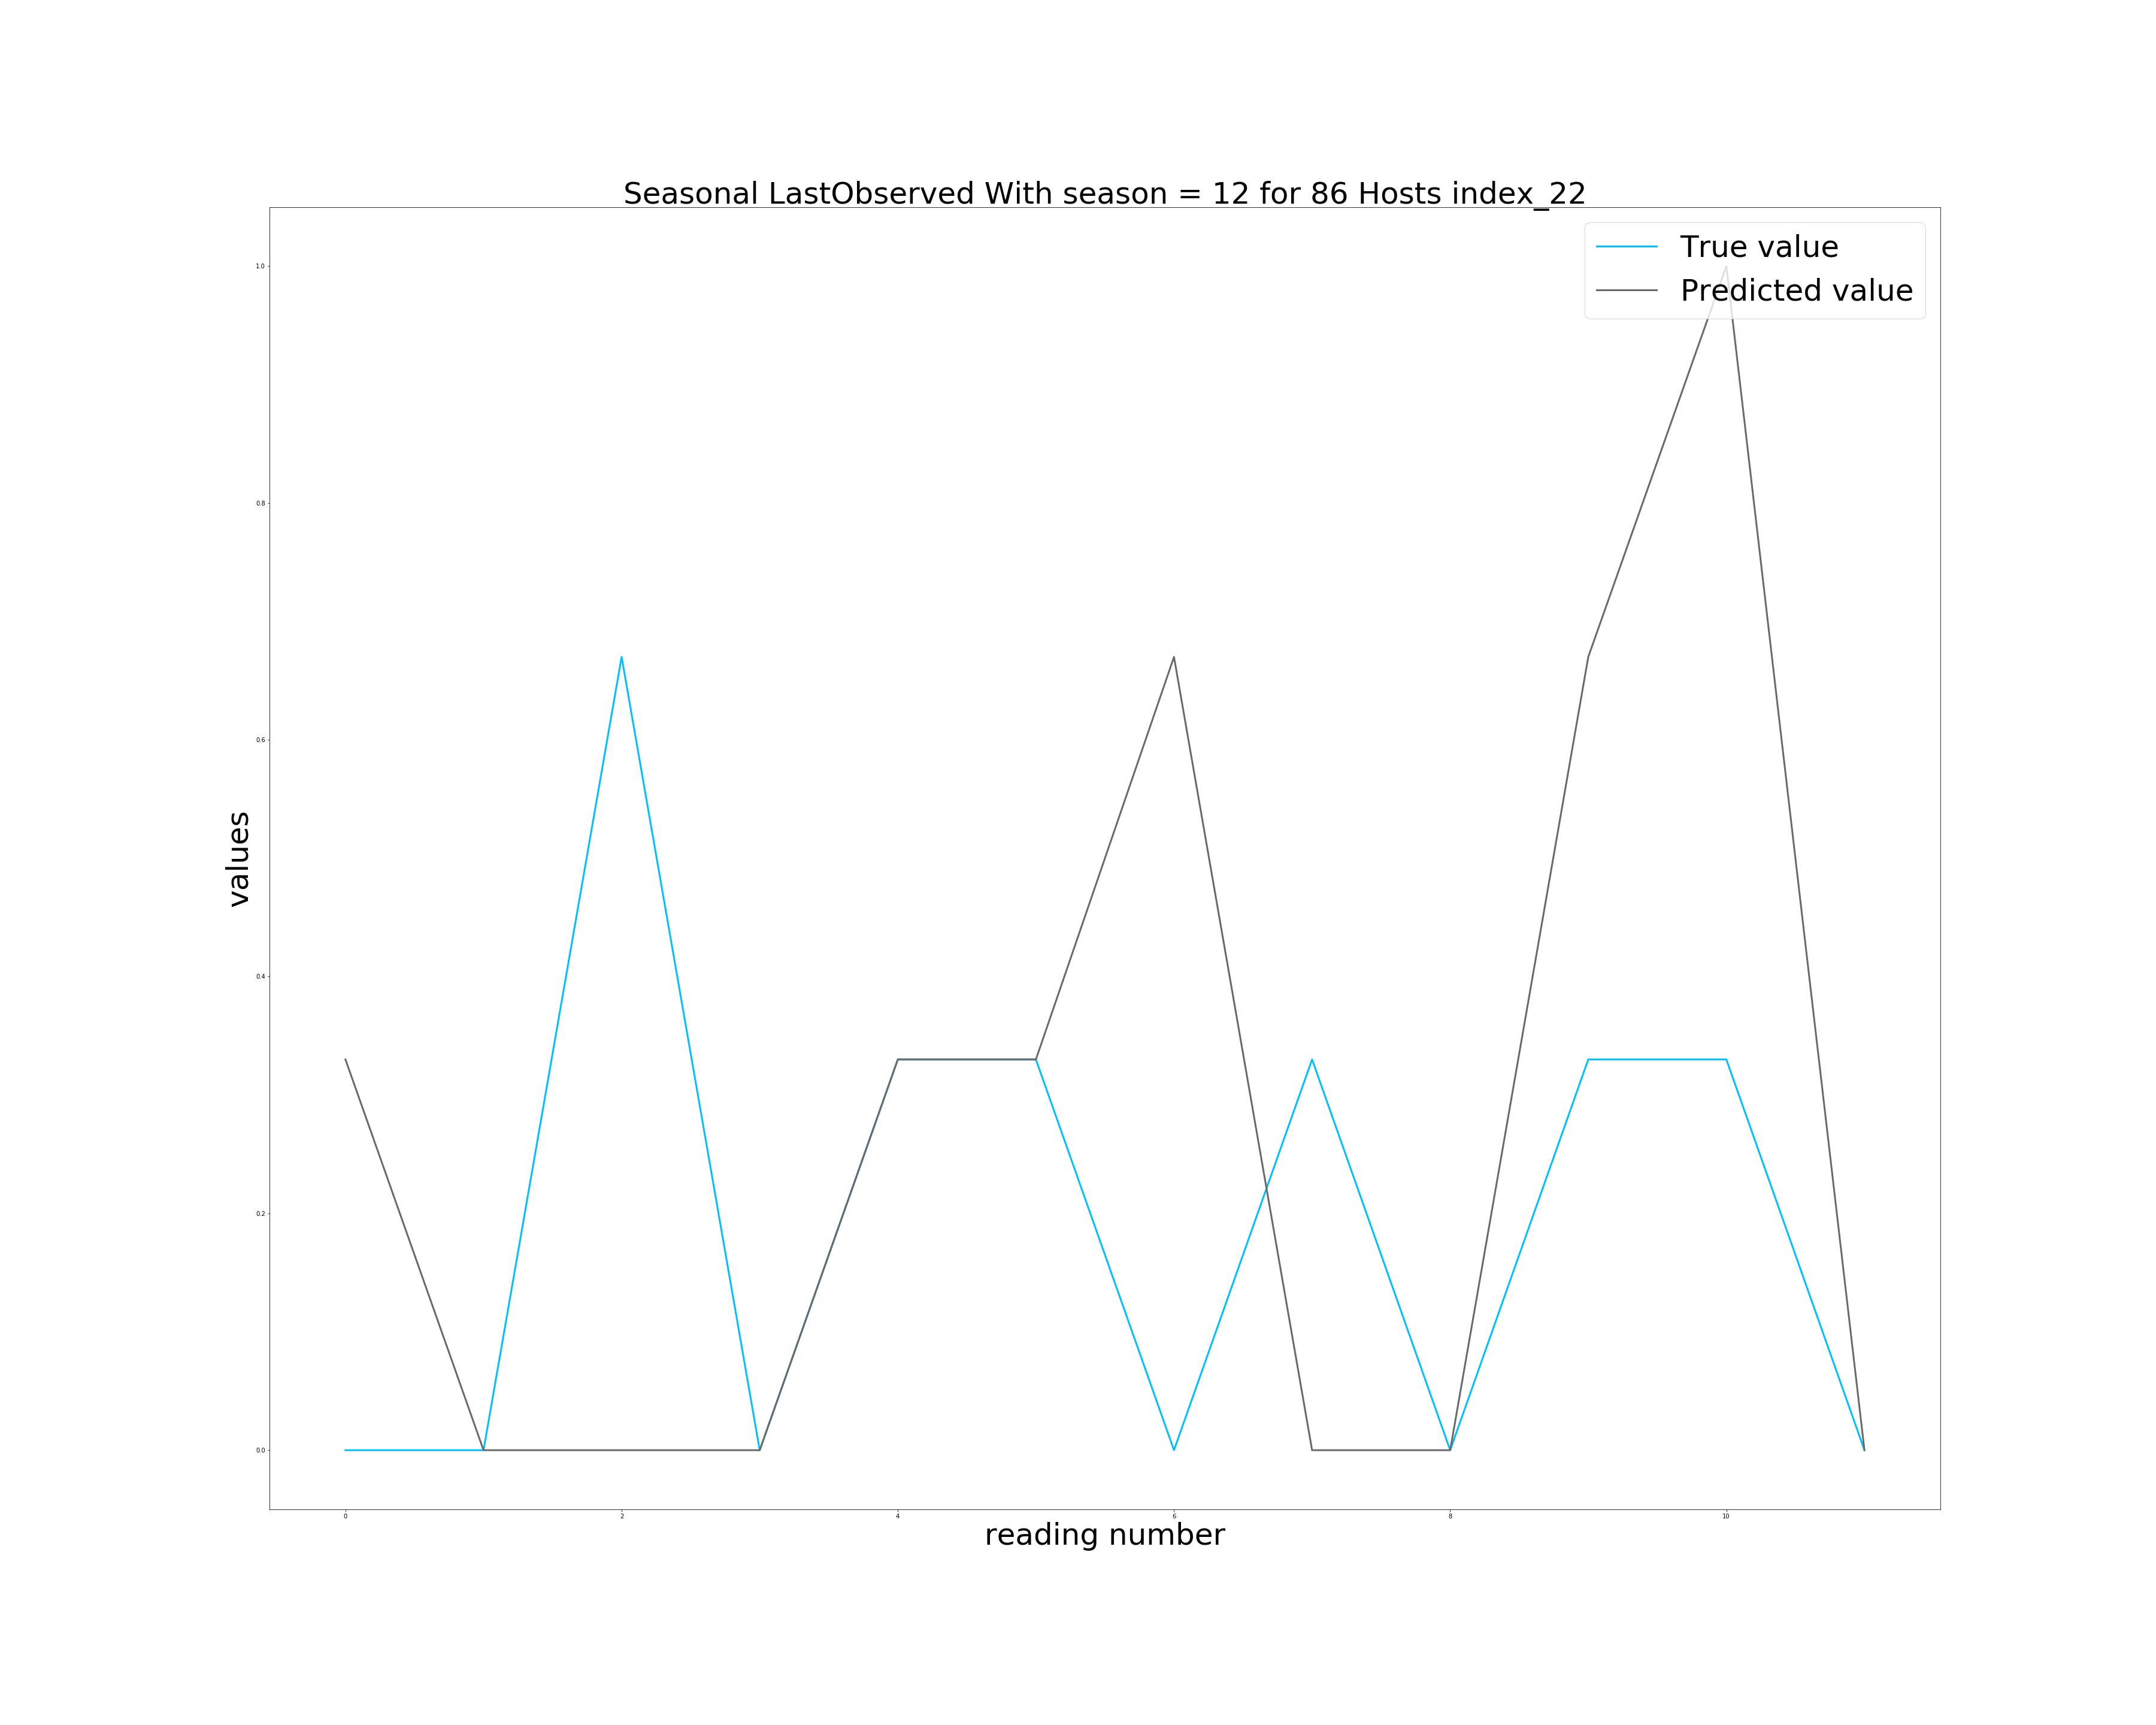 Seasonal LastObserved With season = 12 for 86 Hosts index_22
True value
Predicted value
1.0
0.8
0.6
0.4
0.2
0.0
values
0 2 4 6 8 10
reading number